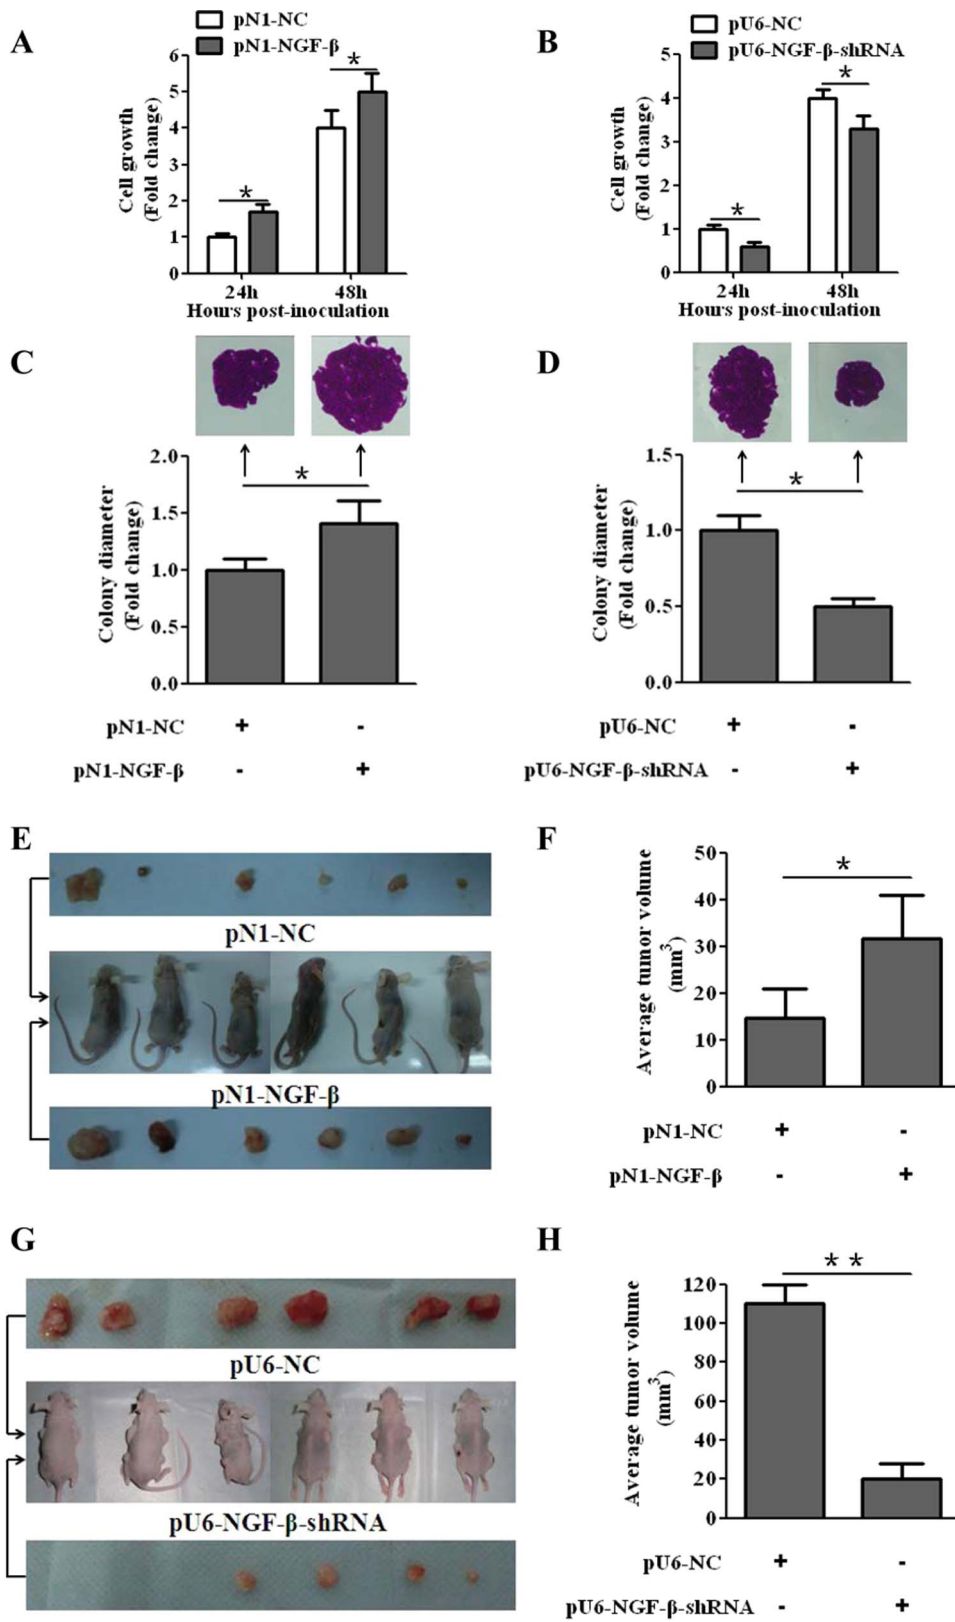 A
pN1-NC
pN1-NGF-β
Cell growth
(Fold change)
6
5
4
3
2
1
0
*
*
24h 48h
Hours post-inoculation
B
pU6-NC
pU6-NGF-β-shRNA
Cell growth
(Fold change)
5
4
3
2
1
0
*
*
24h 48h
Hours post-inoculation
C
Colony diameter
(Fold change)
2.0
1.5
1.0
0.5
0.0
*
pN1-NC + -
pN1-NGF-β - +
D
Colony diameter
(Fold change)
1.5
1.0
0.5
0.0
*
pU6-NC + -
pU6-NGF-β-shRNA - +
E
pN1-NC
pN1-NGF-β
F
Average tumor volume
(mm³)
50
40
30
20
10
0
*
pN1-NC + -
pN1-NGF-β - +
G
pU6-NC
pU6-NGF-β-shRNA
H
Average tumor volume
(mm³)
120
100
80
60
40
20
0
* *
pU6-NC + -
pU6-NGF-β-shRNA - +